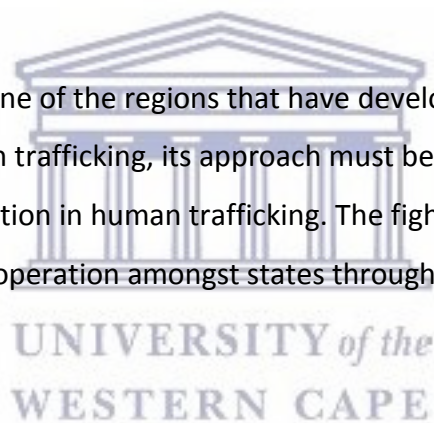 ne of the regions that have develo
trafficking, its approach must be
tion in human trafficking. The figh
operation amongst states through
UNIVERSITY of the
WESTERN CAPE